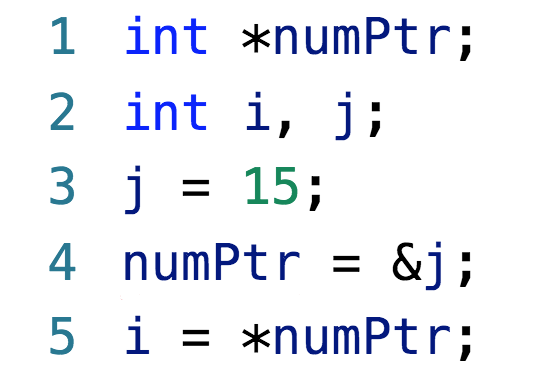 1 int *numPtr;
2 int i, j;
3 j = 15;
4 numPtr = &j;
5 i = *numPtr;